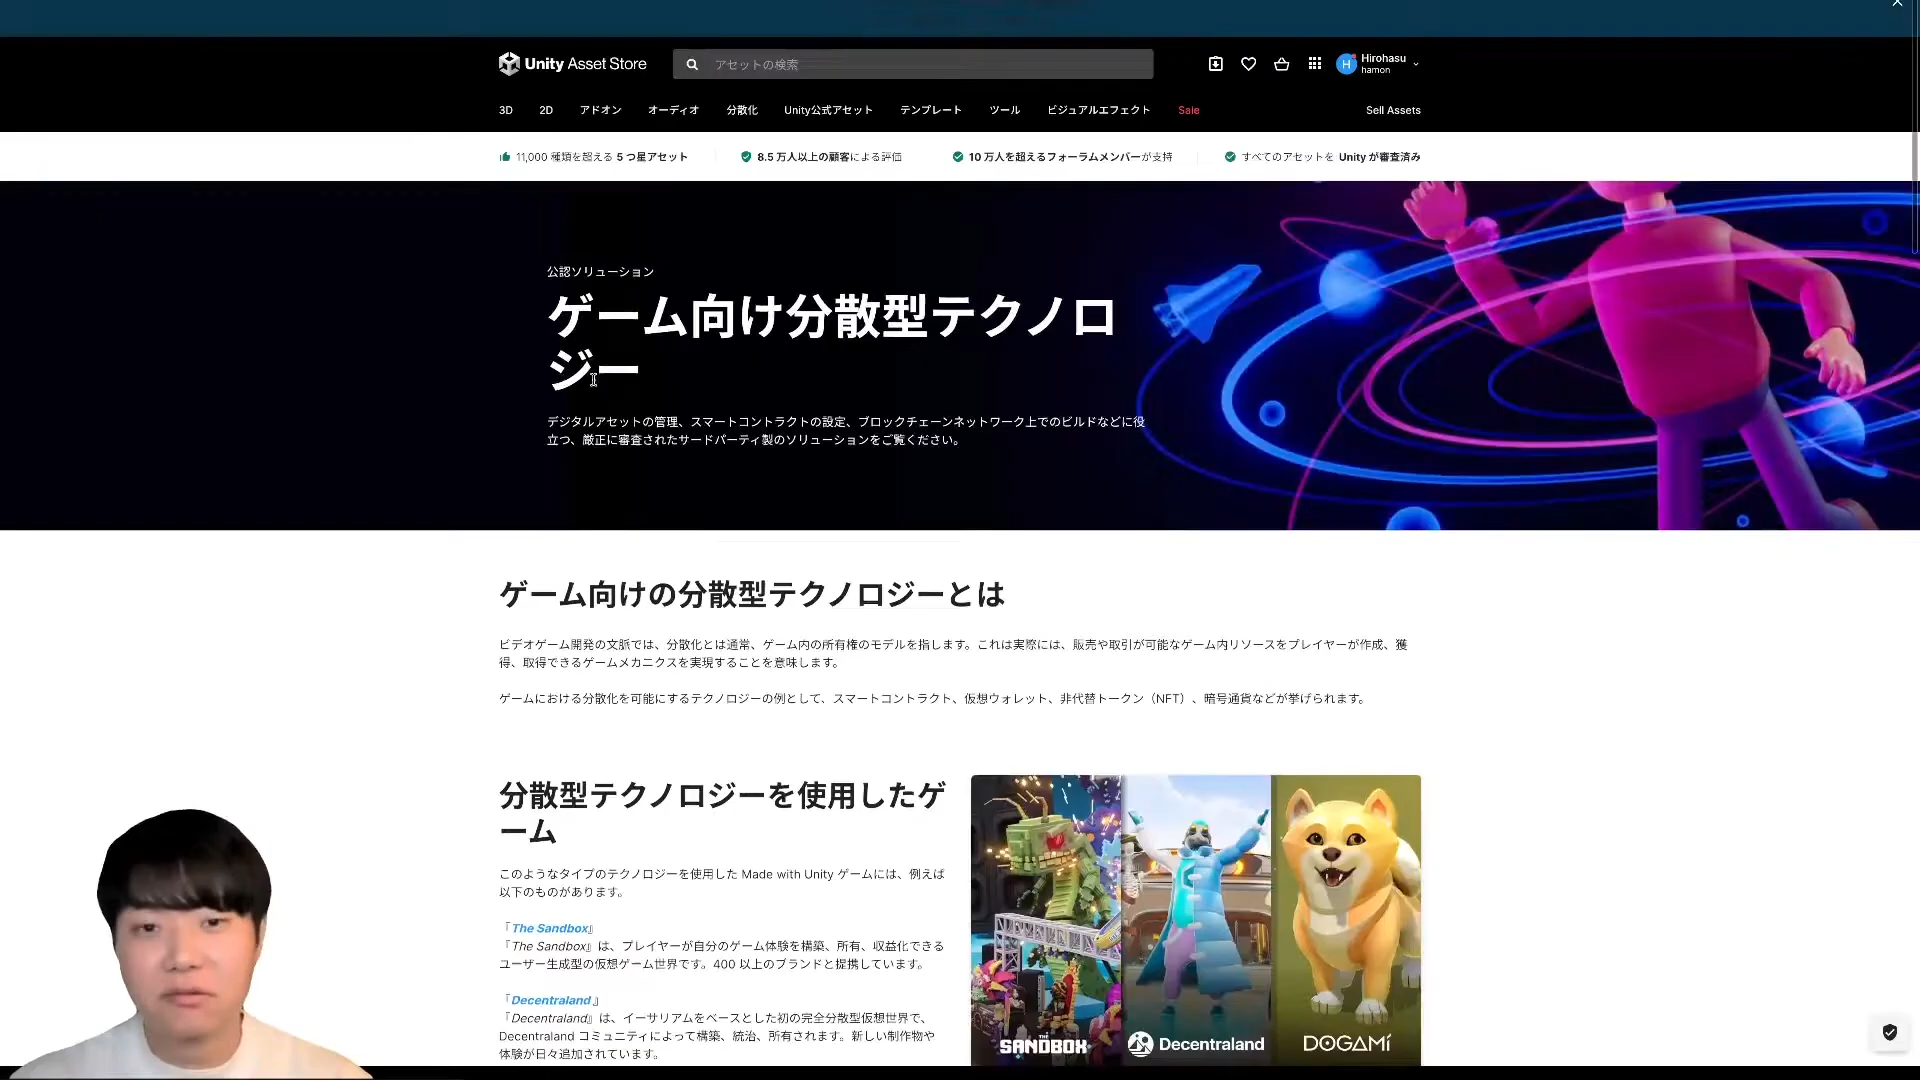 Unity Asset Store
アセットの検索
H
Hirohasu
hamon
3D 2D アドオン オーディオ 分散化 Unity公式アセット テンプレート ツール ビジュアルエフェクト Sale Sell Assets
11,000 種類を超える 5 つ星アセット 8.5 万人以上の顧客による評価 10 万人を超えるフォーラムメンバーが支持 すべてのアセットを Unity が審査済み
公認ソリューション
ゲーム向け分散型テクノロ
ジー
デジタルアセットの管理、スマートコントラクトの設定、ブロックチェーンネットワーク上でのビルドなどに役
立つ、厳正に審査されたサードパーティ製のソリューションをご覧ください。
ゲーム向けの分散型テクノロジーとは
ビデオゲーム開発の文脈では、分散化とは通常、ゲーム内の所有権のモデルを指します。これは実際には、販売や取引が可能なゲーム内リソースをプレイヤーが作成、獲
得、取得できるゲームメカニクスを実現することを意味します。
ゲームにおける分散化を可能にするテクノロジーの例として、スマートコントラクト、仮想ウォレット、非代替トークン（NFT）、暗号通貨などが挙げられます。
分散型テクノロジーを使用したゲ
ーム
このようなタイプのテクノロジーを使用した Made with Unity ゲームには、例えば
以下のものがあります。
『The Sandbox』
『The Sandbox』は、プレイヤーが自分のゲーム体験を構築、所有、収益化できる
ユーザー生成型の仮想ゲーム世界です。400 以上のブランドと提携しています。
『Decentraland 』
『Decentraland』は、イーサリアムをベースとした初の完全分散型仮想世界で、
Decentraland コミュニティによって構築、統治、所有されます。新しい制作物や
体験が日々追加されています。
THE
SANDBOX
Decentraland
DOGAMÍ